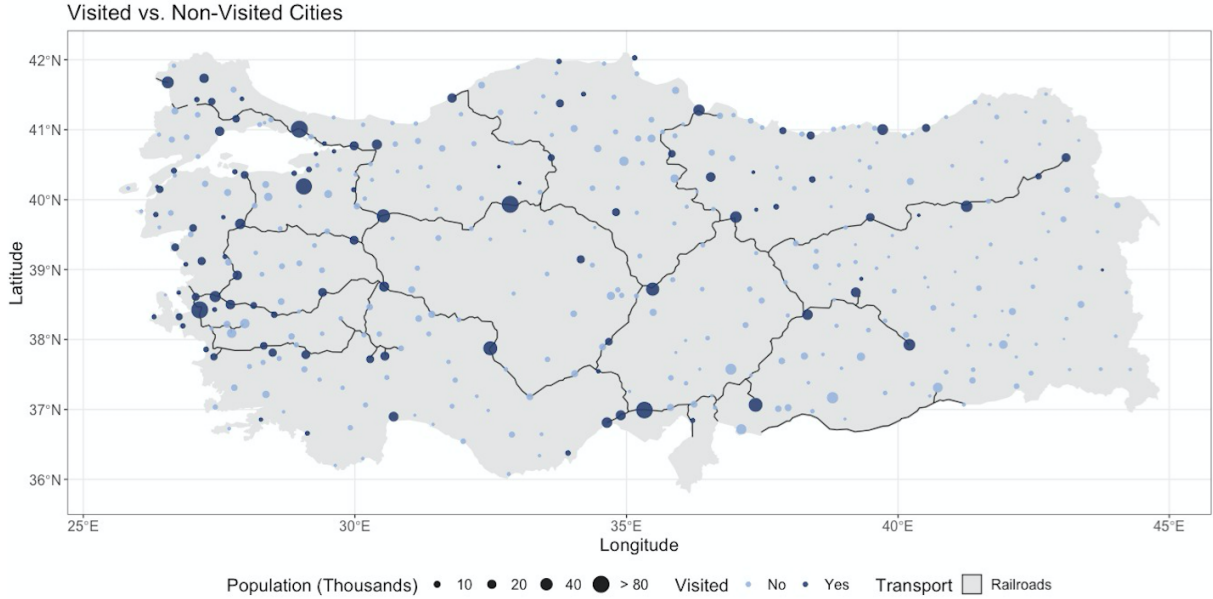 Visited vs. Non-Visited Cities
42°N
41°N
40°N
39°N
38°N
37°N
36°N
Latitude
25°E 30°E 35°E 40°E 45°E
Longitude
Population (Thousands) 10 20 40 > 80 Visited No Yes Transport Railroads